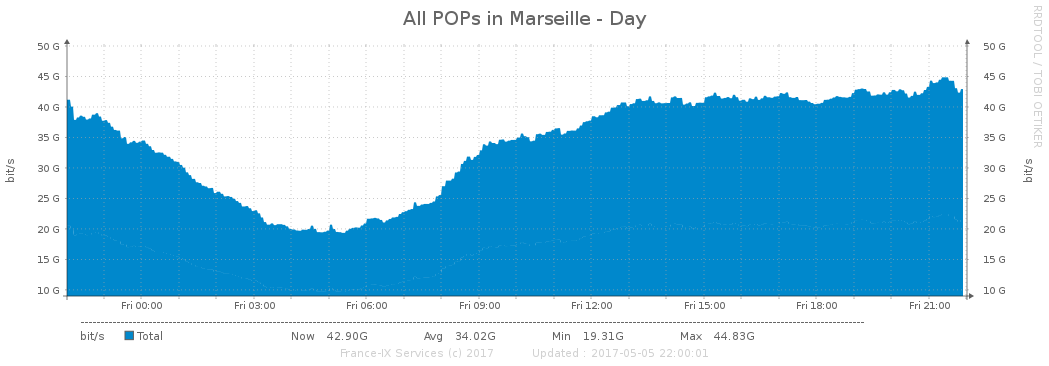 All POPs in Marseille - Day
RRDTOOL / TOBI OETIKER
50 G 50 G
45 G 45 G
40 G 40 G
35 G 35 G
30 G 30 G
25 G 25 G
20 G 20 G
15 G 15 G
10 G 10 G
bit/s bit/s
Fri 00:00 Fri 03:00 Fri 06:00 Fri 09:00 Fri 12:00 Fri 15:00 Fri 18:00 Fri 21:00
bit/s Total Now 42.90G Avg 34.02G Min 19.31G Max 44.83G
France-IX Services (c) 2017 Updated : 2017-05-05 22:00:01